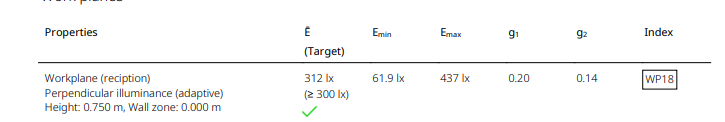 Properties Ē Emin Emax g1 g2 Index
(Target)
Workplane (reciption) 312 lx 61.9 lx 437 lx 0.20 0.14 WP18
Perpendicular illuminance (adaptive) (≥ 300 lx)
Height: 0.750 m, Wall zone: 0.000 m